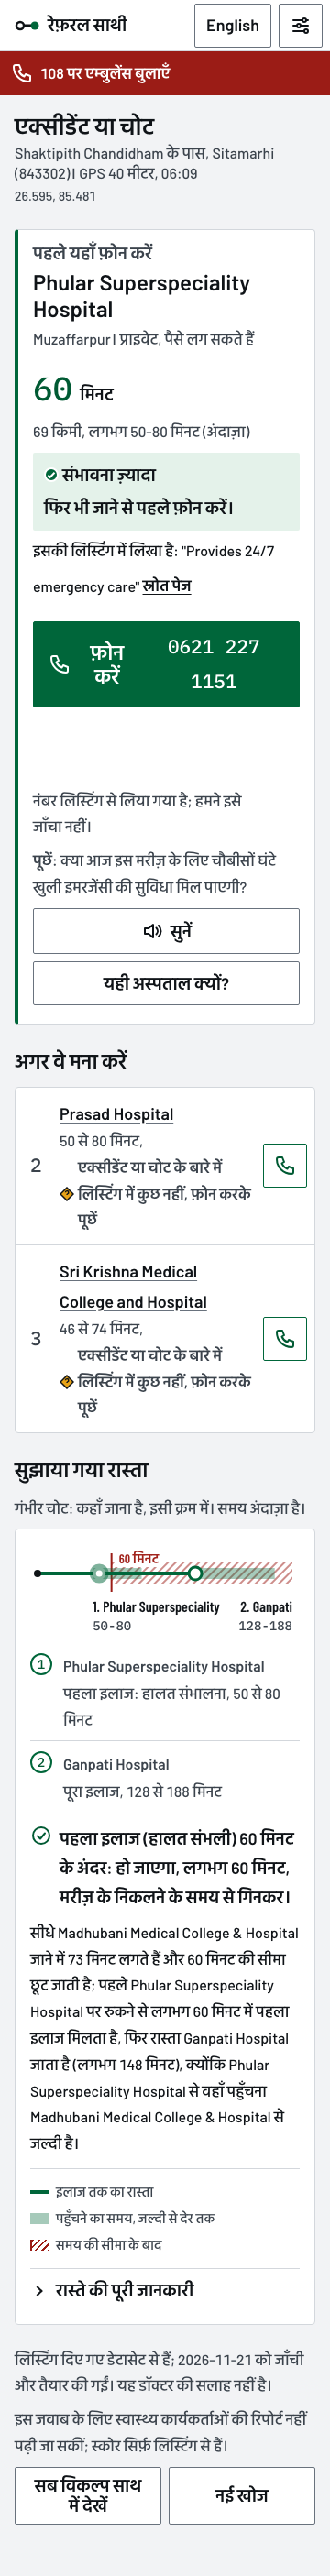 रेफ़रल साथी
English
108 पर एम्बुलेंस बुलाएँ
एक्सीडेंट या चोट
Shaktipith Chandidham के पास, Sitamarhi
(843302)। GPS 40 मीटर, 06:09
26.595, 85.481
पहले यहाँ फ़ोन करें
Phular Superspeciality
Hospital
Muzaffarpur। प्राइवेट, पैसे लग सकते हैं
60 मिनट
69 किमी, लगभग 50-80 मिनट (अंदाज़ा)
संभावना ज़्यादा
फिर भी जाने से पहले फ़ोन करें।
इसकी लिस्टिंग में लिखा है: "Provides 24/7
emergency care" स्रोत पेज
फ़ोन
करें
0621 227
1151
नंबर लिस्टिंग से लिया गया है; हमने इसे
जाँचा नहीं।
पूछें: क्या आज इस मरीज़ के लिए चौबीसों घंटे
खुली इमरजेंसी की सुविधा मिल पाएगी?
सुनें
यही अस्पताल क्यों?
अगर वे मना करें
2
Prasad Hospital
50 से 80 मिनट,
एक्सीडेंट या चोट के बारे में
लिस्टिंग में कुछ नहीं, फ़ोन करके
पूछें
3
Sri Krishna Medical
College and Hospital
46 से 74 मिनट,
एक्सीडेंट या चोट के बारे में
लिस्टिंग में कुछ नहीं, फ़ोन करके
पूछें
सुझाया गया रास्ता
गंभीर चोट: कहाँ जाना है, इसी क्रम में। समय अंदाज़ा है।
60 मिनट
1. Phular Superspeciality
2. Ganpati
50-80
128-188
1
Phular Superspeciality Hospital
पहला इलाज: हालत संभालना, 50 से 80
मिनट
2
Ganpati Hospital
पूरा इलाज, 128 से 188 मिनट
पहला इलाज (हालत संभली) 60 मिनट
के अंदर: हो जाएगा, लगभग 60 मिनट,
मरीज़ के निकलने के समय से गिनकर।
सीधे Madhubani Medical College & Hospital
जाने में 73 मिनट लगते हैं और 60 मिनट की सीमा
छूट जाती है; पहले Phular Superspeciality
Hospital पर रुकने से लगभग 60 मिनट में पहला
इलाज मिलता है, फिर रास्ता Ganpati Hospital
जाता है (लगभग 148 मिनट), क्योंकि Phular
Superspeciality Hospital से वहाँ पहुँचना
Madhubani Medical College & Hospital से
जल्दी है।
इलाज तक का रास्ता
पहुँचने का समय, जल्दी से देर तक
समय की सीमा के बाद
रास्ते की पूरी जानकारी
लिस्टिंग दिए गए डेटासेट से हैं; 2026-11-21 को जाँची
और तैयार की गईं। यह डॉक्टर की सलाह नहीं है।
इस जवाब के लिए स्वास्थ्य कार्यकर्ताओं की रिपोर्ट नहीं
पढ़ी जा सकीं; स्कोर सिर्फ़ लिस्टिंग से हैं।
सब विकल्प साथ
में देखें
नई खोज